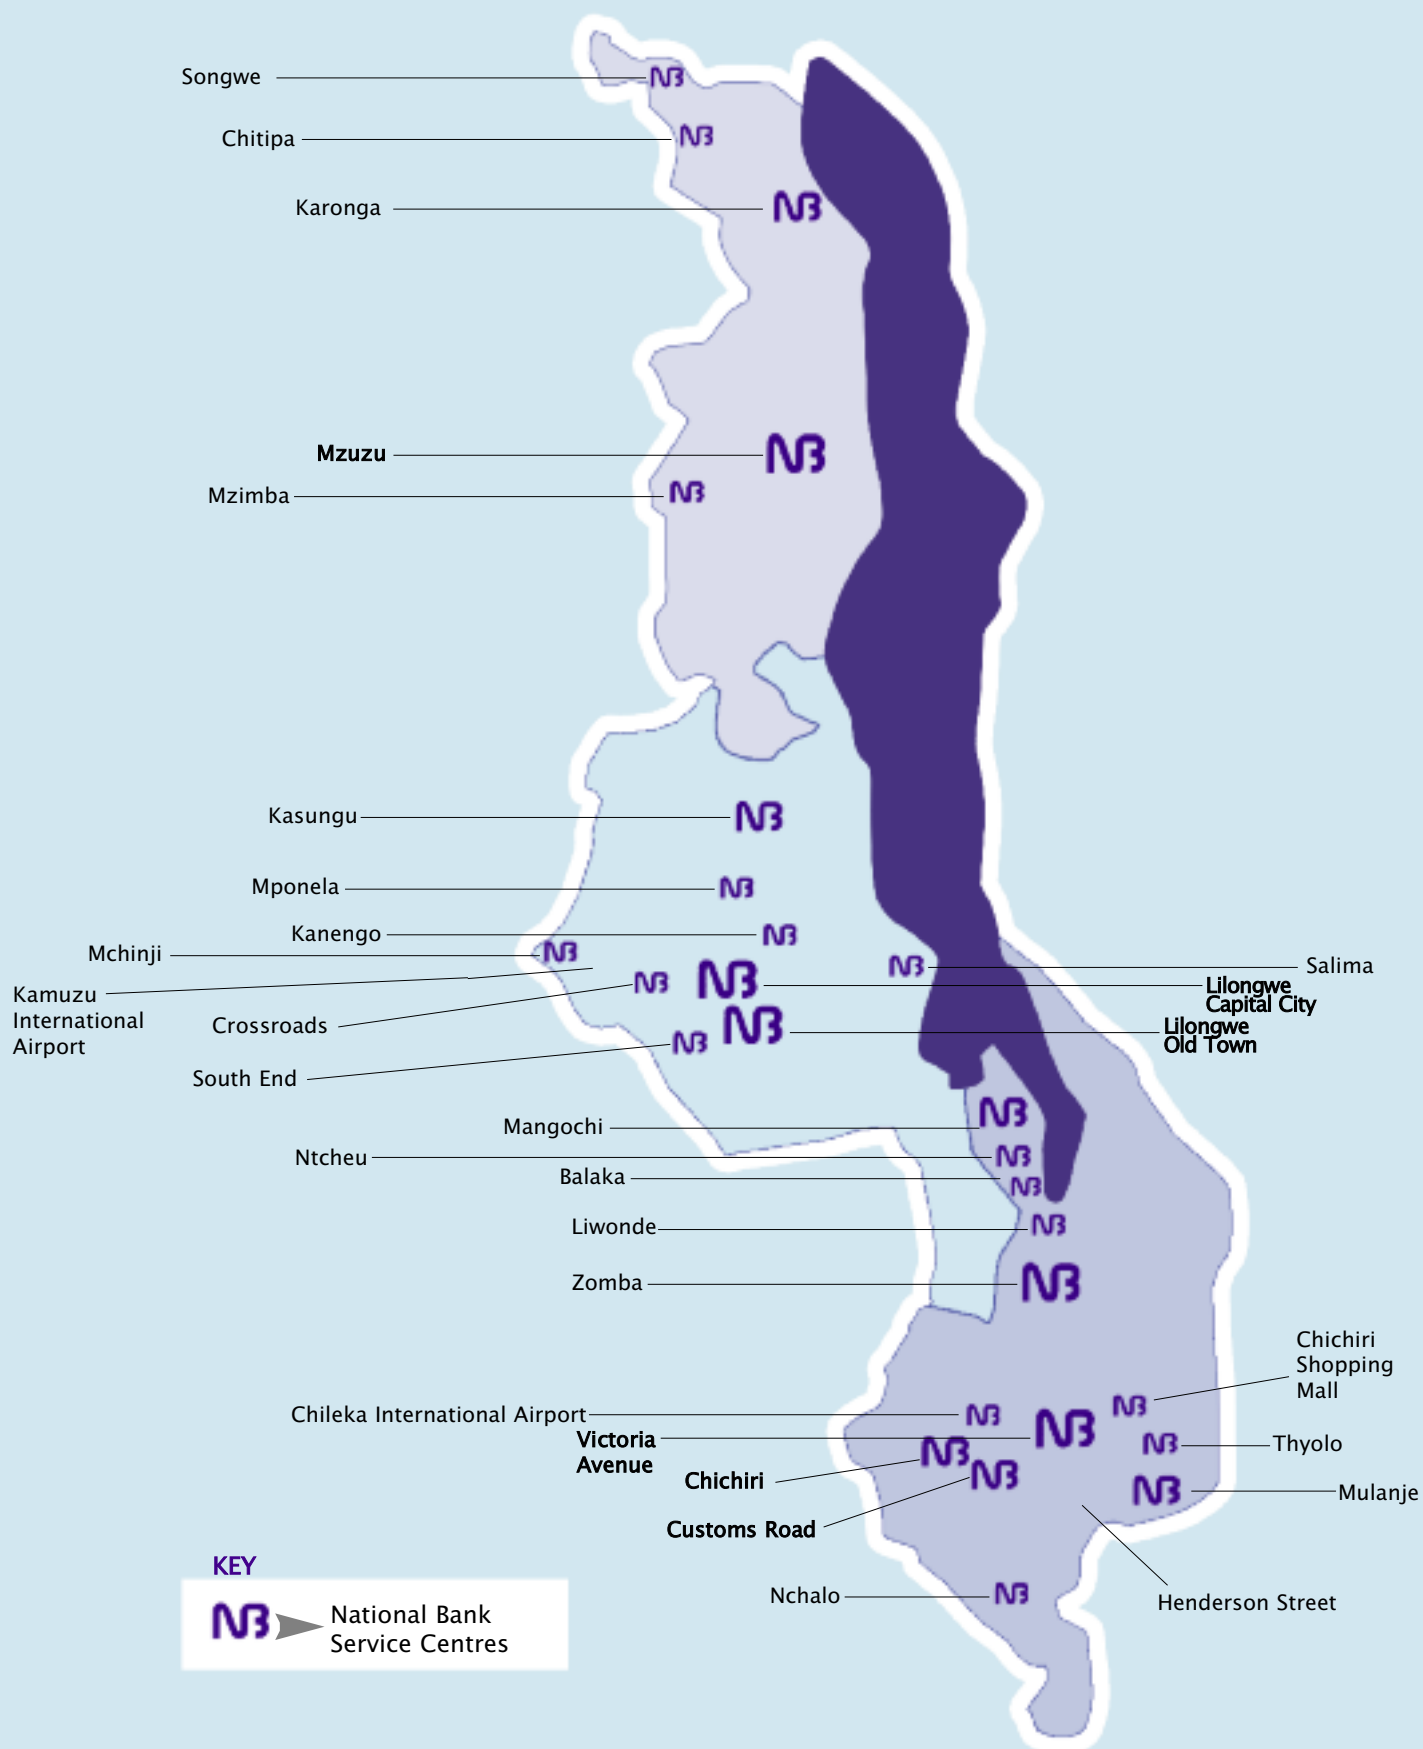 Songwe
Chitipa
Karonga
Mzuzu
Mzimba
Kasungu
Mponela
Kanengo
Mchinji
Salima
Kamuzu
International
Airport
Lilongwe
Capital City
Crossroads
Lilongwe
Old Town
South End
Mangochi
Ntcheu
Balaka
Liwonde
Zomba
Chichiri
Shopping
Mall
Chileka International Airport
Victoria
Avenue
Thyolo
Chichiri
Mulanje
Customs Road
Nchalo
Henderson Street
KEY
NB
National Bank
Service Centres